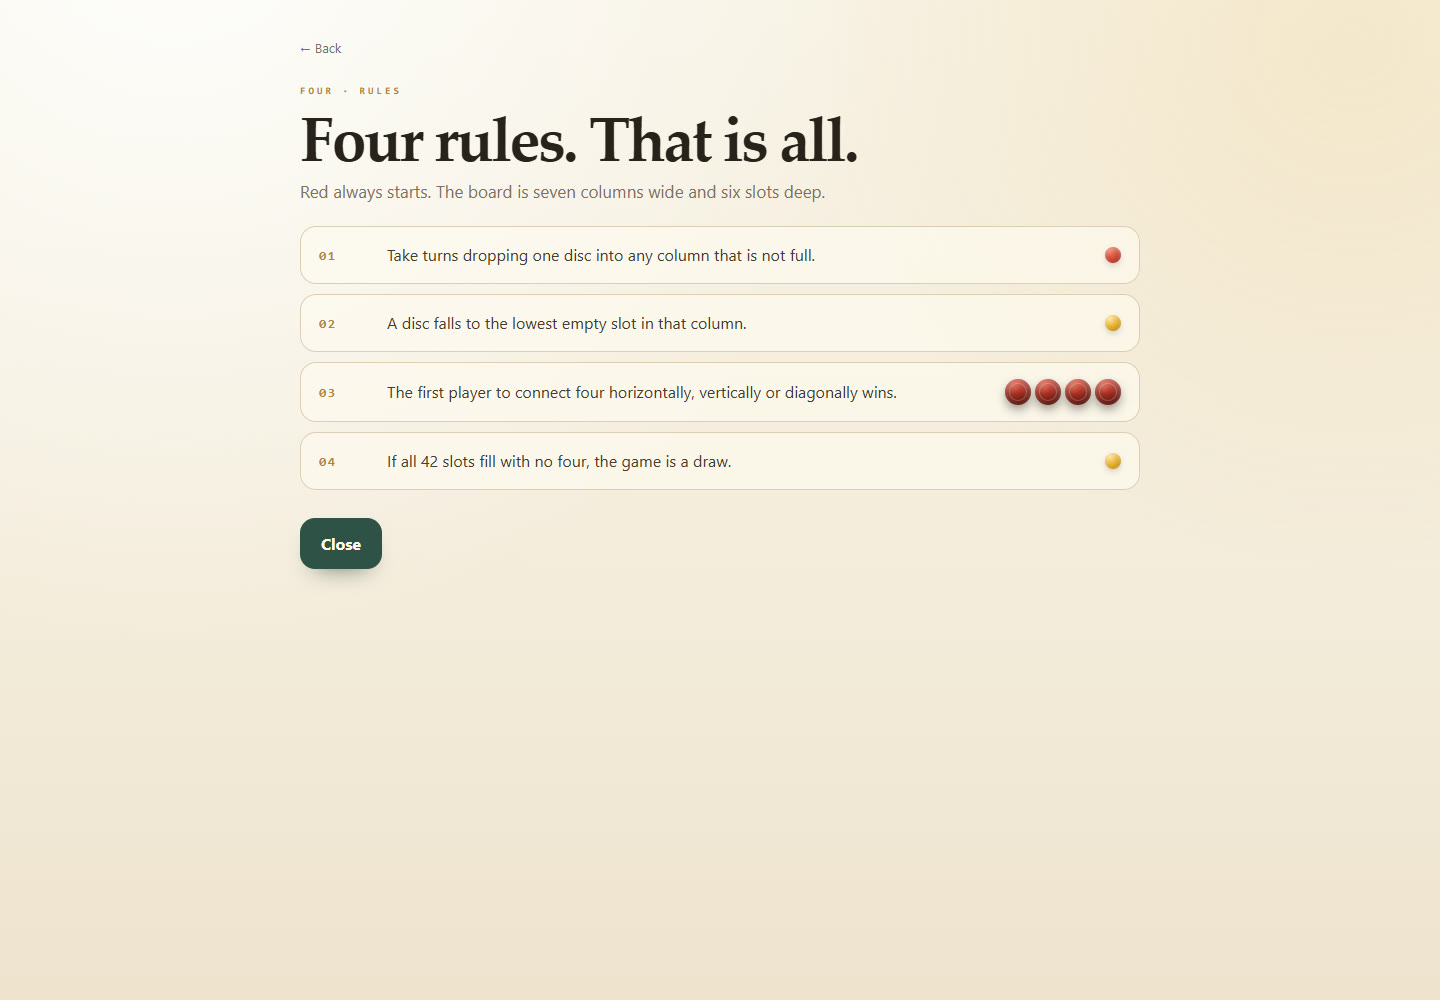 ← Back
FOUR · RULES
Four rules. That is all.
Red always starts. The board is seven columns wide and six slots deep.
01 Take turns dropping one disc into any column that is not full.
02 A disc falls to the lowest empty slot in that column.
03 The first player to connect four horizontally, vertically or diagonally wins.
04 If all 42 slots fill with no four, the game is a draw.
Close